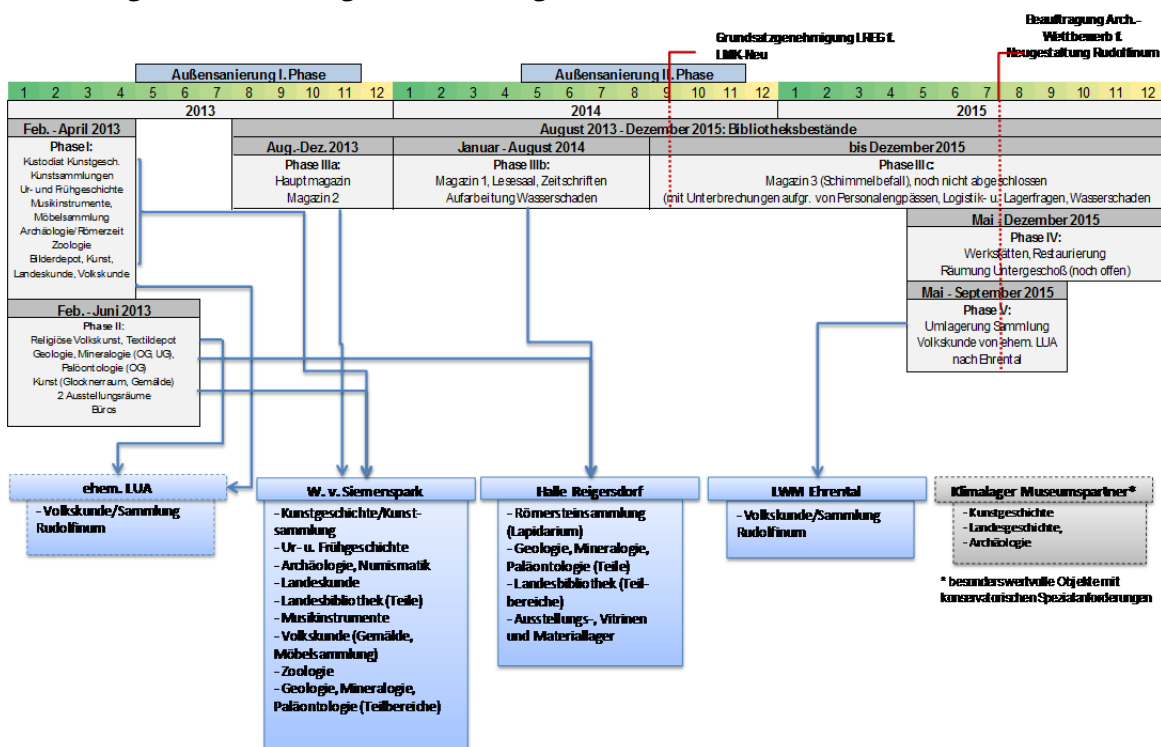 Grundsatzgenehmigung LREG f.
LMK-Neu
Beauftragung Arch.-
Wettbewerb f.
Neugestaltung Rudolfinum
Außensanierung I. Phase
Außensanierung II. Phase
1 2 3 4 5 6 7 8 9 10 11 12 1 2 3 4 5 6 7 8 9 10 11 12 1 2 3 4 5 6 7 8 9 10 11 12
2013 2014 2015
Feb. - April 2013
Phase I:
Kustodiat Kunstgesch.
Kunstsammlungen
Ur- und Frühgeschichte
Musikinstrumente,
Möbelsammlung
Archäologie/Römerzeit
Zoologie
Bilderdepot, Kunst,
Landeskunde, Volkskunde
August 2013 - Dezember 2015: Bibliotheksbestände
Aug.-Dez. 2013
Phase IIIa:
Hauptmagazin
Magazin 2
Januar - August 2014
Phase IIIb:
Magazin 1, Lesesaal, Zeitschriften
Aufarbeitung Wasserschaden
bis Dezember 2015
Phase IIIc:
Magazin 3 (Schimmelbefall), noch nicht abgeschlossen
(mit Unterbrechungen aufgr. von Personalengpässen, Logistik- u. Lagerfragen, Wasserschaden
Mai - Dezember 2015
Phase IV:
Werkstätten, Restaurierung
Räumung Untergeschoß (noch offen)
Mai - September 2015
Phase V:
Umlagerung Sammlung
Volkskunde von ehem. LUA
nach Ehrental
Feb. - Juni 2013
Phase II:
Religiöse Volkskunst, Textildepot
Geologie, Mineralogie (OG, UG),
Paläontologie (OG)
Kunst (Glocknerraum, Gemälde)
2 Ausstellungsräume
Büros
ehem. LUA
- Volkskunde/Sammlung
Rudolfinum
W. v. Siemenspark
- Kunstgeschichte/Kunst-
sammlung
- Ur- u. Frühgeschichte
- Archäologie, Numismatik
- Landeskunde
- Landesbibliothek (Teile)
- Musikinstrumente
- Volkskunde (Gemälde,
Möbelsammlung)
- Zoologie
- Geologie, Mineralogie,
Paläontologie (Teilbereiche)
Halle Reigersdorf
- Römersteinsammlung
(Lapidarium)
- Geologie, Mineralogie,
Paläontologie (Teile)
- Landesbibliothek (Teil-
bereiche)
- Ausstellungs-, Vitrinen
und Materiallager
LWM Ehrental
- Volkskunde/Sammlung
Rudolfinum
Klimalager Museumspartner*
- Kunstgeschichte
- Landesgeschichte,
- Archäologie
* besonders wertvolle Objekte mit
konservatorischen Spezialanforderungen